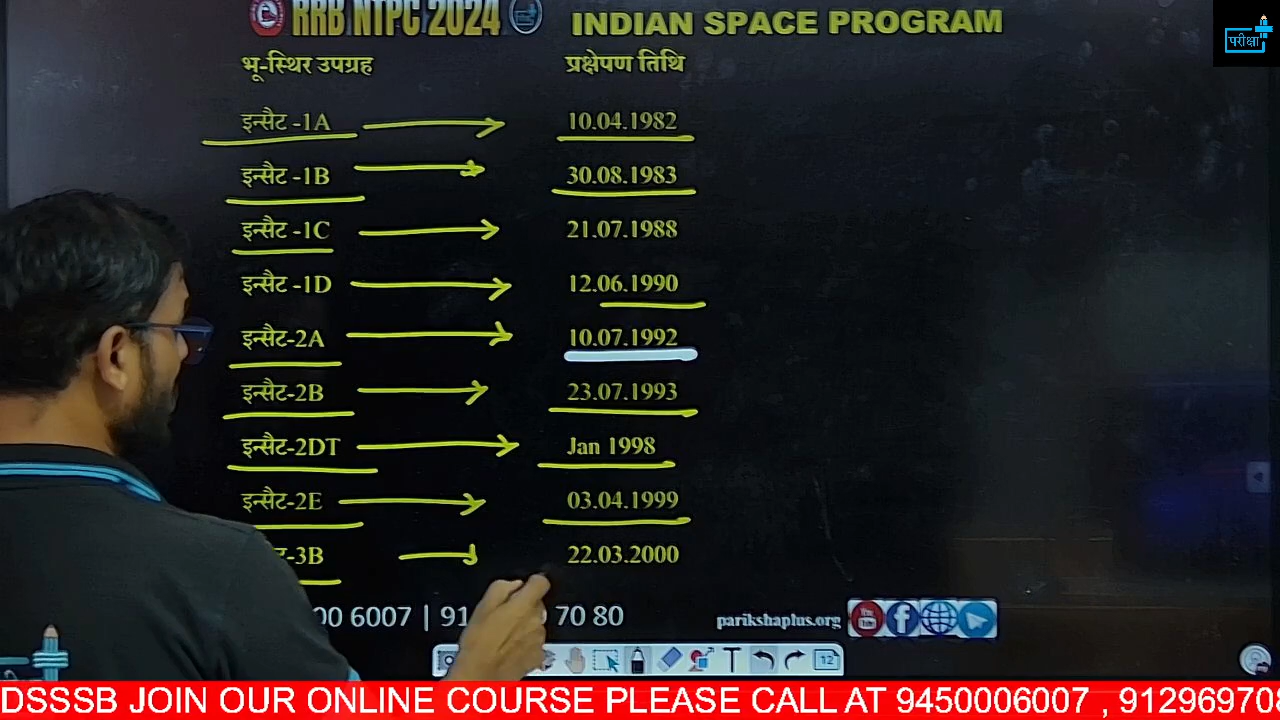 RRB NTPC 2024
INDIAN SPACE PROGRAM
परीक्षा
भू-स्थिर उपग्रह प्रक्षेपण तिथि
इन्सैट -1A 10.04.1982
इन्सैट -1B 30.08.1983
इन्सैट -1C 21.07.1988
इन्सैट -1D 12.06.1990
इन्सैट-2A 10.07.1992
इन्सैट-2B 23.07.1993
इन्सैट-2DT Jan 1998
इन्सैट-2E 03.04.1999
-3B 22.03.2000
00 6007 | 91 70 80 parikshaplus.org You Tube
T 12
DSSSB JOIN OUR ONLINE COURSE PLEASE CALL AT 9450006007 , 912969708